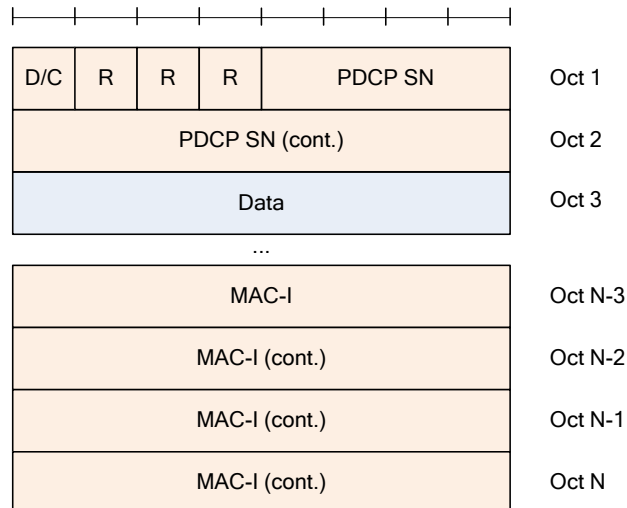 D/C R R R PDCP SN Oct 1
PDCP SN (cont.) Oct 2
Data Oct 3
...
MAC-I Oct N-3
MAC-I (cont.) Oct N-2
MAC-I (cont.) Oct N-1
MAC-I (cont.) Oct N